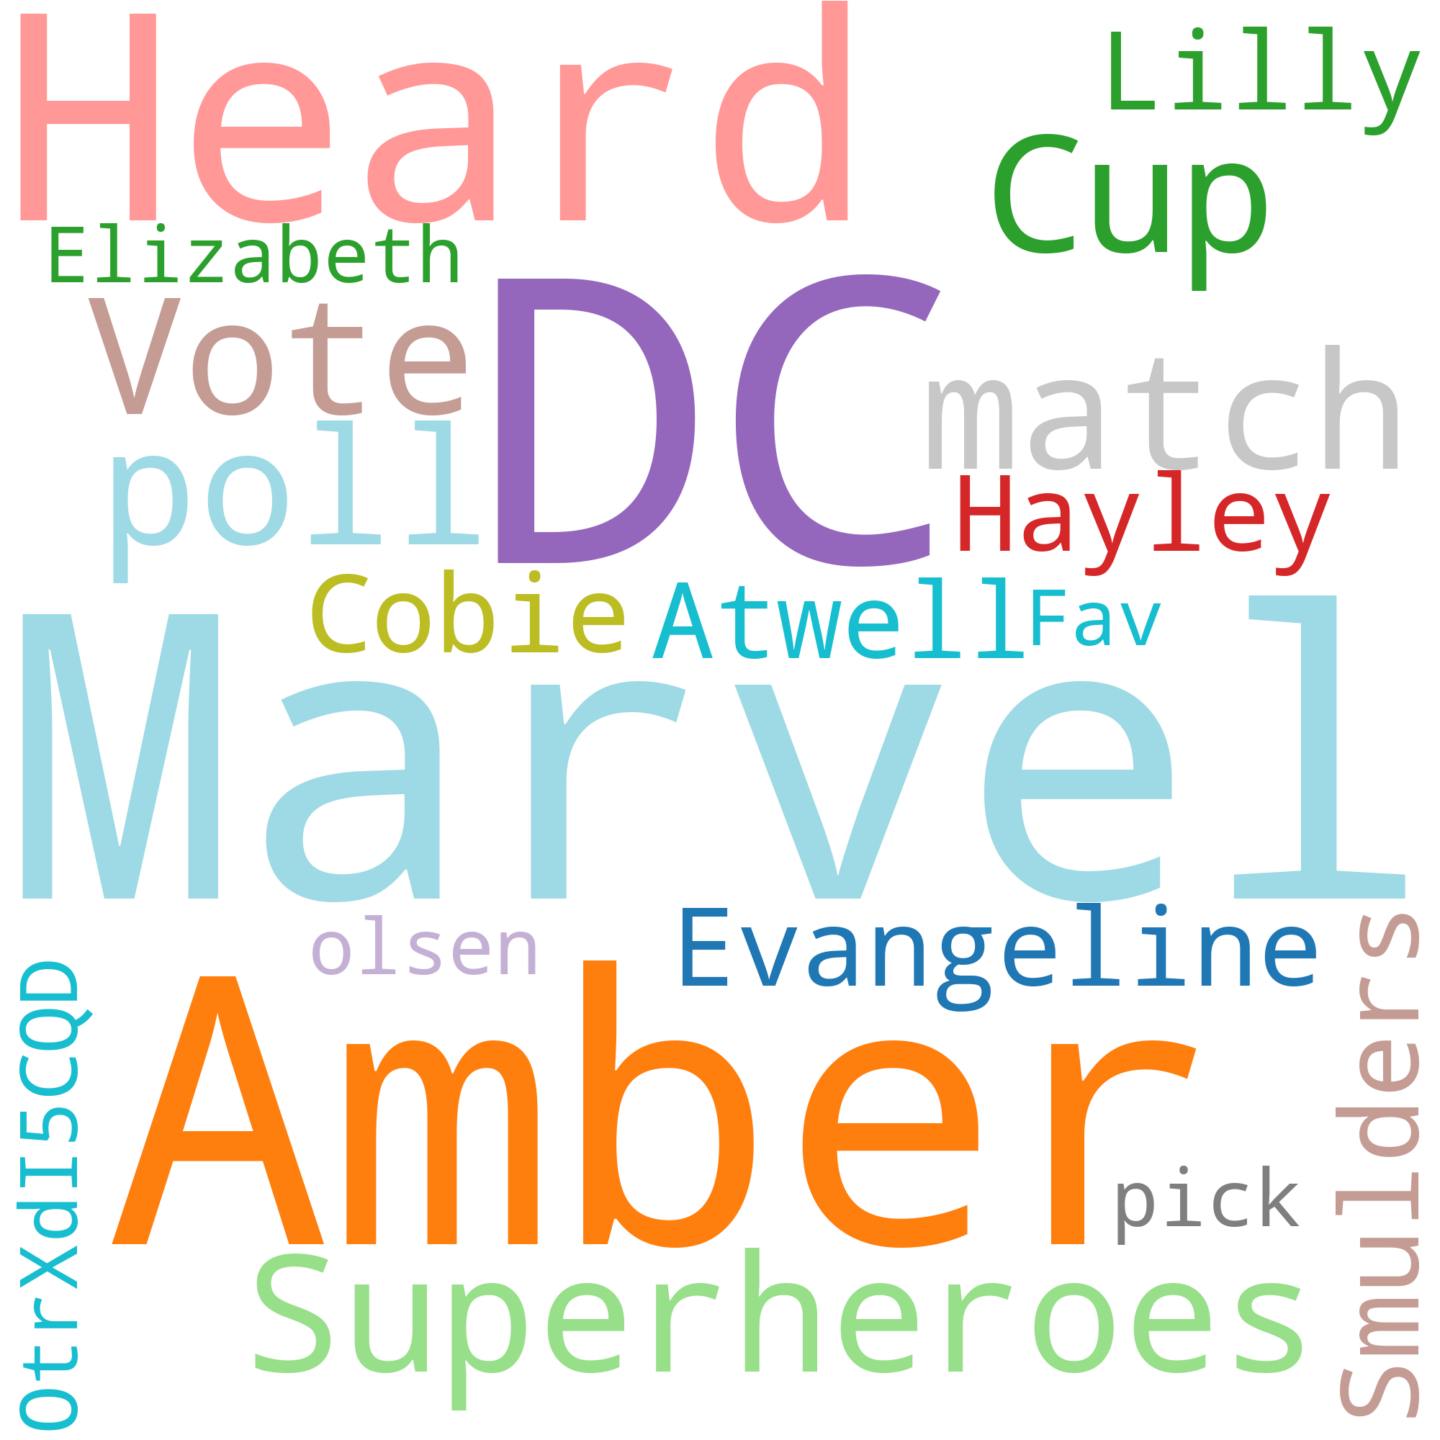 Heard
Lilly
Cup
Elizabeth
Vote
DC
match
poll
Hayley
Cobie
Atwell
Fav
Marvel
olsen
Evangeline
Smulders
OtrXdI5CQD
Amber
pick
Superheroes